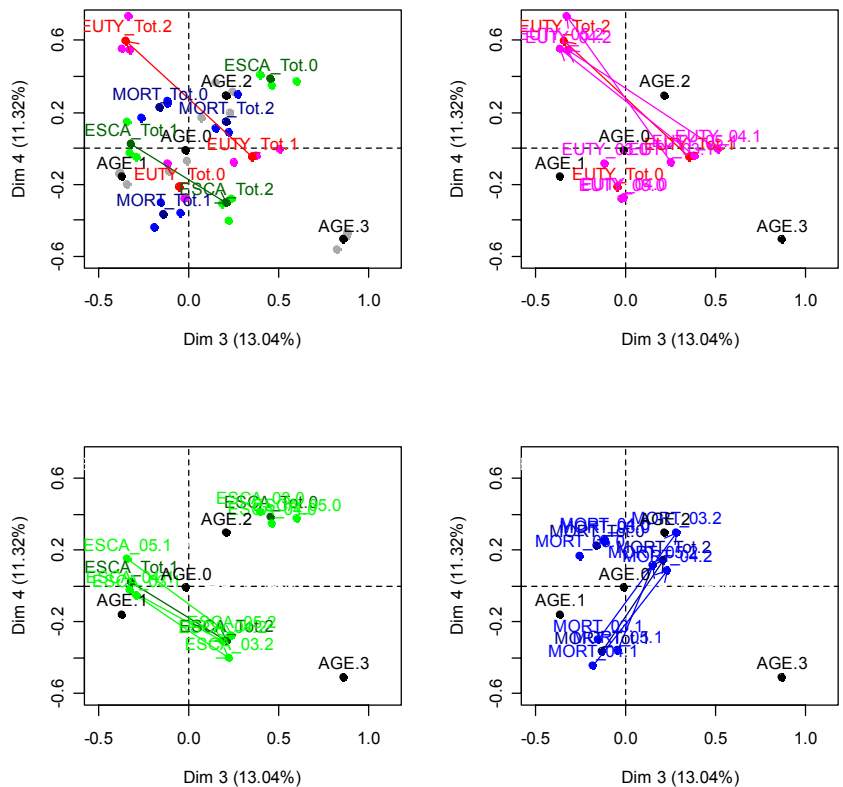 EUTY_Tot.2
ESCA_Tot.0
AGE.2
MORT_Tot.0
MORT_Tot.2
ESCA_Tot.1
AGE.0
EUTY_Tot.1
AGE.1
EUTY_Tot.0
ESCA_Tot.2
MORT_Tot.1
AGE.3
Dim 4 (11.32%)
-0.6
-0.2
0.2
0.6
-0.5
0.0
0.5
1.0
Dim 3 (13.04%)
EUTY_Tot.2
EUTY_04.2
AGE.2
AGE.0
EUTY_04.1
AGE.1
EUTY_Tot.0
AGE.3
Dim 4 (11.32%)
-0.6
-0.2
0.2
0.6
-0.5
0.0
0.5
1.0
Dim 3 (13.04%)
ESCA_03.0
ESCA_Tot.0
AGE.2
ESCA_05.1
ESCA_Tot.1
AGE.0
AGE.1
ESCA_05.2
ESCA_Tot.2
ESCA_03.2
AGE.3
Dim 4 (11.32%)
-0.6
-0.2
0.2
0.6
-0.5
0.0
0.5
1.0
Dim 3 (13.04%)
MORT_03.2
AGE.2
MORT_Tot.2
MORT_04.2
AGE.0
AGE.1
MORT_03.1
MORT_Tot.1
MORT_04.1
AGE.3
Dim 4 (11.32%)
-0.6
-0.2
0.2
0.6
-0.5
0.0
0.5
1.0
Dim 3 (13.04%)